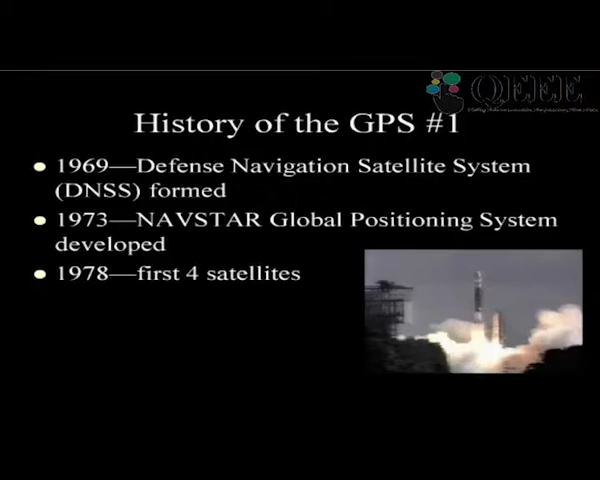 QEEE
History of the GPS #1
1969—Defense Navigation Satellite System
(DNSS) formed
1973—NAVSTAR Global Positioning System
developed
1978—first 4 satellites